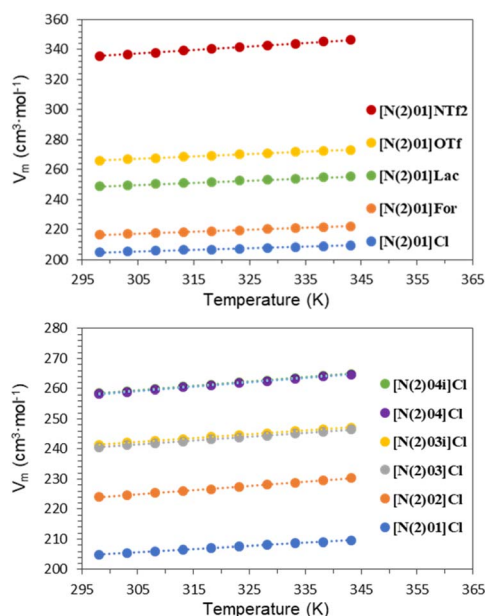 360
340
320
300
280
260
240
220
200
Vm (cm³·mol⁻¹)
[N(2)01]NTf2
[N(2)01]OTf
[N(2)01]Lac
[N(2)01]For
[N(2)01]Cl
295 305 315 325 335 345 355 365
Temperature (K)
280
270
260
250
240
230
220
210
200
Vm (cm³·mol⁻¹)
[N(2)04i]Cl
[N(2)04]Cl
[N(2)03i]Cl
[N(2)03]Cl
[N(2)02]Cl
[N(2)01]Cl
295 305 315 325 335 345 355 365
Temperature (K)